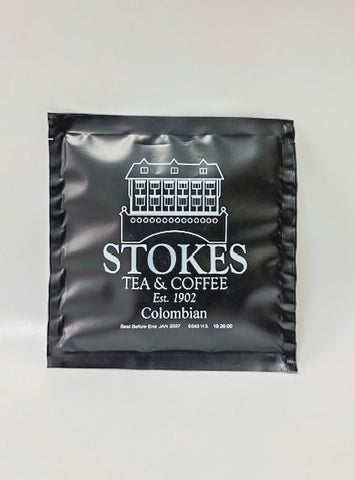 STOKES
TEA & COFFEE
Est. 1902
Colombian
Best Before End JAN 2007